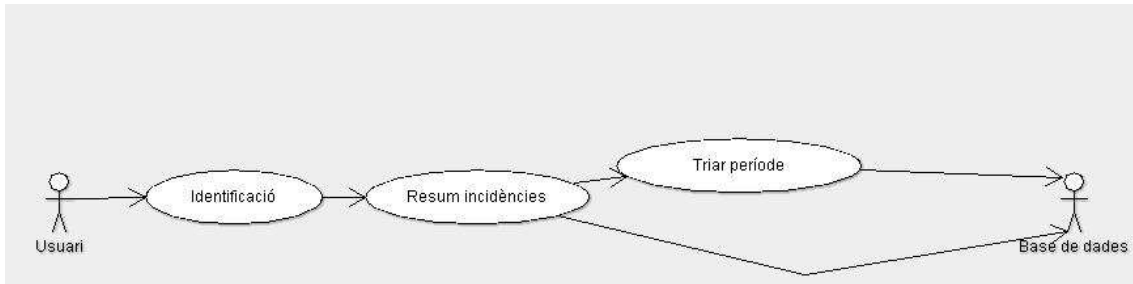 Triar període
Identificació
Resum incidències
Usuari
Base de dades